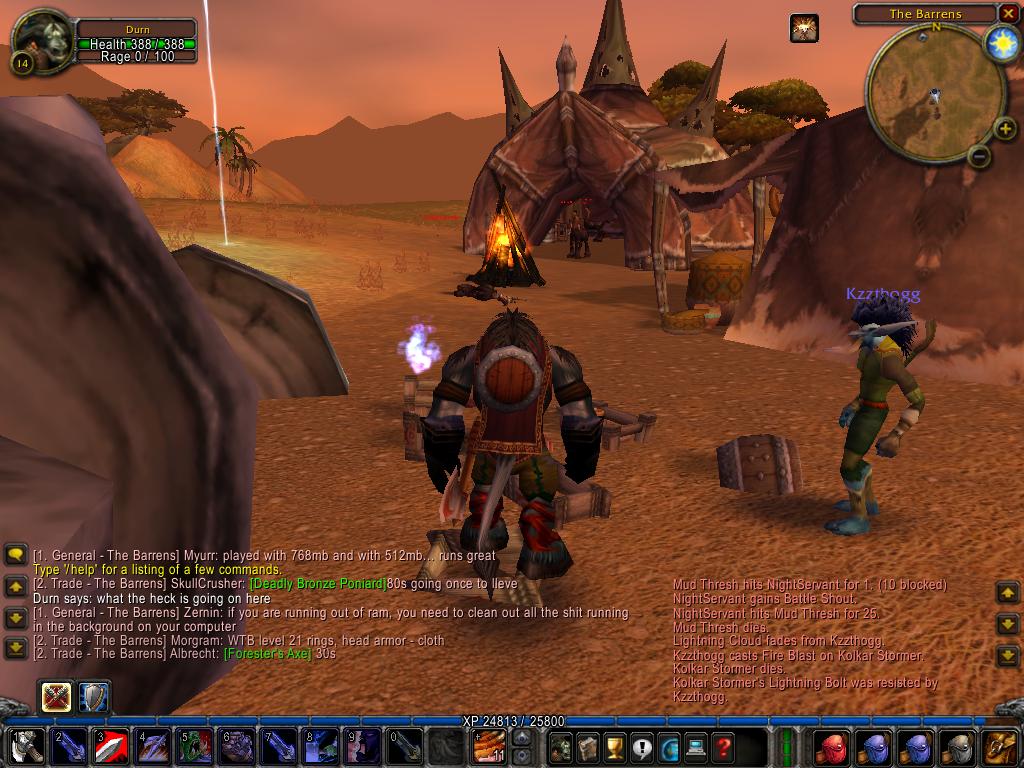 Durn
Health 388 / 388
Rage 0 / 100
14
The Barrens
N
Kzzthogg
[1. General - The Barrens] Myurr: played with 768mb and with 512mb... runs great
Type '/help' for a listing of a few commands.
[2. Trade - The Barrens] SkullCrusher: [Deadly Bronze Poniard]80s going once to lleve
Durn says: what the heck is going on here
[1. General - The Barrens] Zernin: if you are running out of ram, you need to clean out all the shit running
in the background on your computer
[2. Trade - The Barrens] Morgram: WTB level 21 rings, head armor - cloth
[2. Trade - The Barrens] Albrecht: [Forester's Axe] 30s
Mud Thresh hits NightServant for 1. (10 blocked)
NightServant gains Battle Shout.
NightServant hits Mud Thresh for 25.
Mud Thresh dies.
Lightning Cloud fades from Kzzthogg.
Kzzthogg casts Fire Blast on Kolkar Stormer.
Kolkar Stormer dies.
Kolkar Stormer's Lightning Bolt was resisted by
Kzzthogg.
XP 24813 / 25800
1 2 3 4 5 6 7 8 9 0 + 11